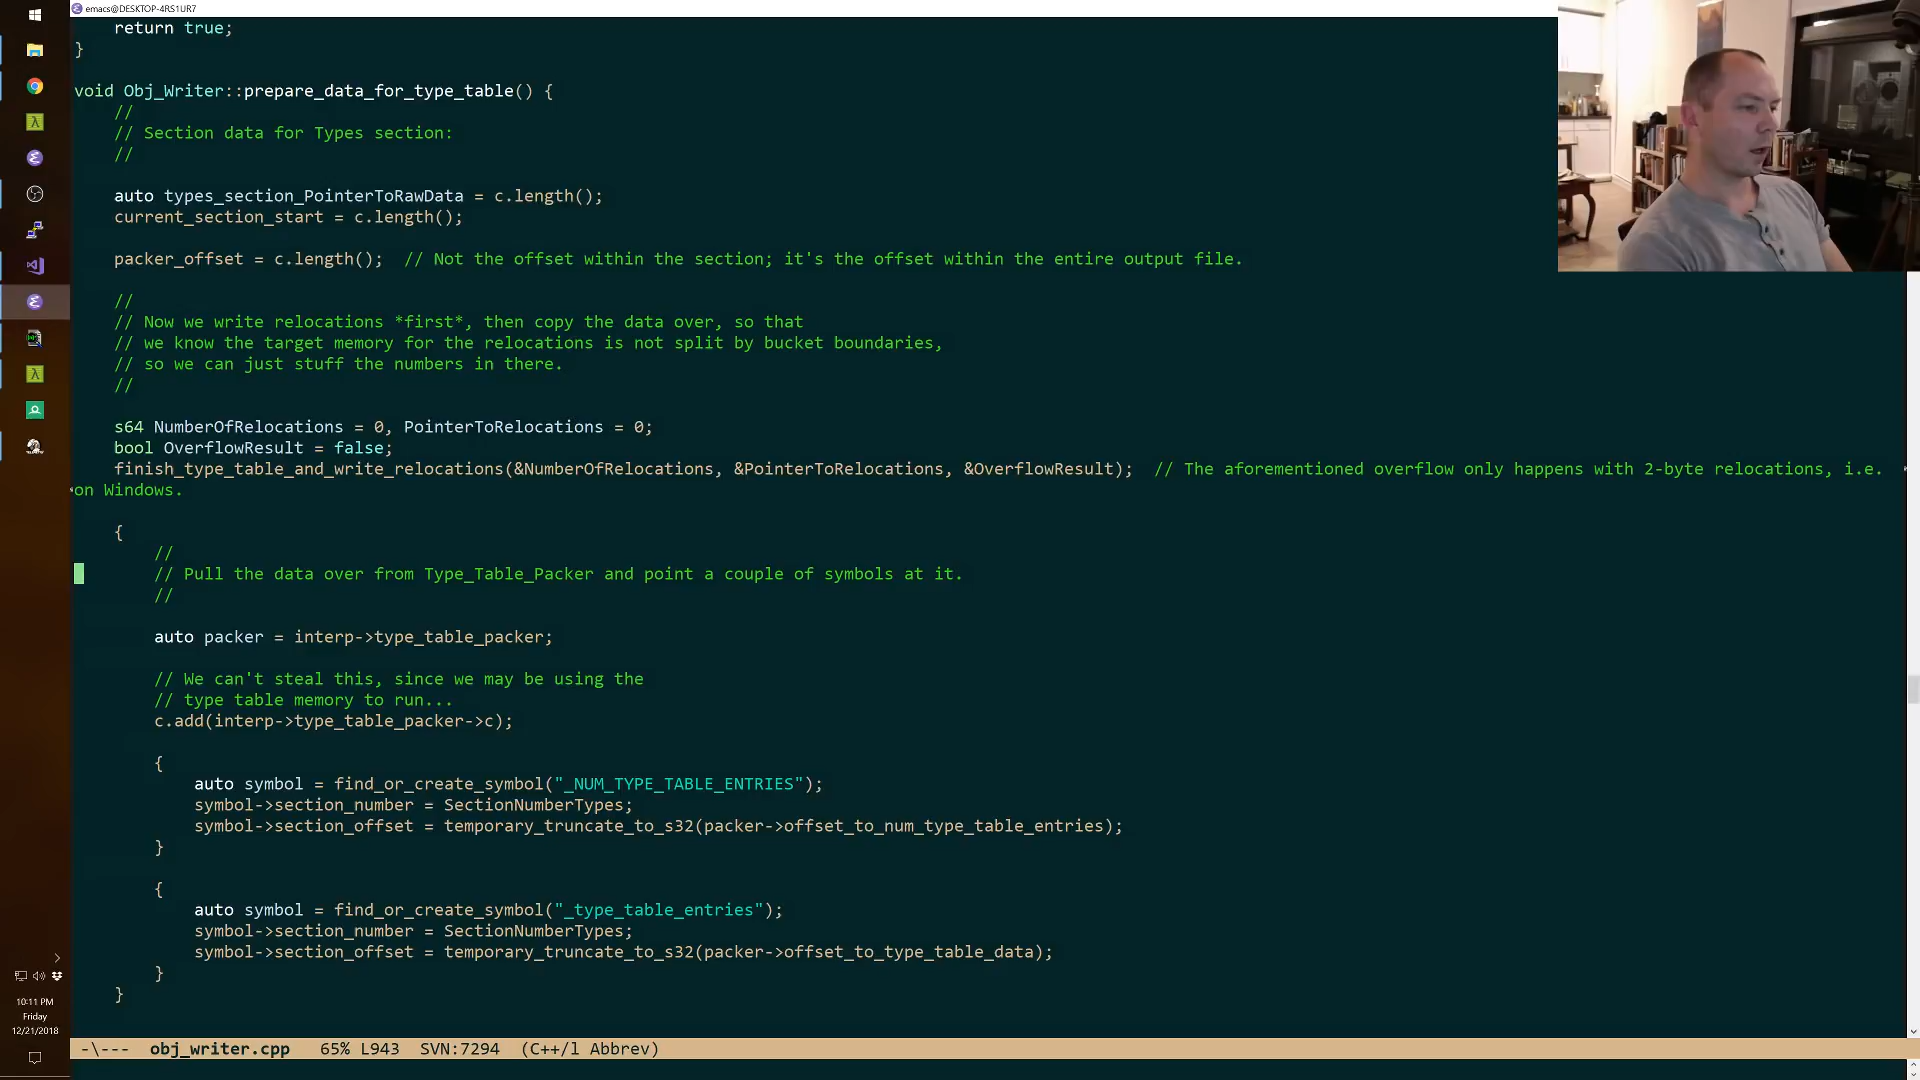 emacs@DESKTOP-4RS1UR7
return true;
}
void Obj_Writer::prepare_data_for_type_table() {
//
// Section data for Types section:
//
auto types_section_PointerToRawData = c.length();
current_section_start = c.length();
packer_offset = c.length();  // Not the offset within the section; it's the offset within the entire output file.
//
// Now we write relocations *first*, then copy the data over, so that
// we know the target memory for the relocations is not split by bucket boundaries,
// so we can just stuff the numbers in there.
//
s64 NumberOfRelocations = 0, PointerToRelocations = 0;
bool OverflowResult = false;
finish_type_table_and_write_relocations(&NumberOfRelocations, &PointerToRelocations, &OverflowResult);  // The aforementioned overflow only happens with 2-byte relocations, i.e.
on Windows.
{
//
// Pull the data over from Type_Table_Packer and point a couple of symbols at it.
//
auto packer = interp->type_table_packer;
// We can't steal this, since we may be using the
// type table memory to run...
c.add(interp->type_table_packer->c);
{
auto symbol = find_or_create_symbol("_NUM_TYPE_TABLE_ENTRIES");
symbol->section_number = SectionNumberTypes;
symbol->section_offset = temporary_truncate_to_s32(packer->offset_to_num_type_table_entries);
}
{
auto symbol = find_or_create_symbol("_type_table_entries");
symbol->section_number = SectionNumberTypes;
symbol->section_offset = temporary_truncate_to_s32(packer->offset_to_type_table_data);
}
}
10:11 PM
Friday
12/21/2018
-\--- obj_writer.cpp 65% L943 SVN:7294 (C++/l Abbrev)